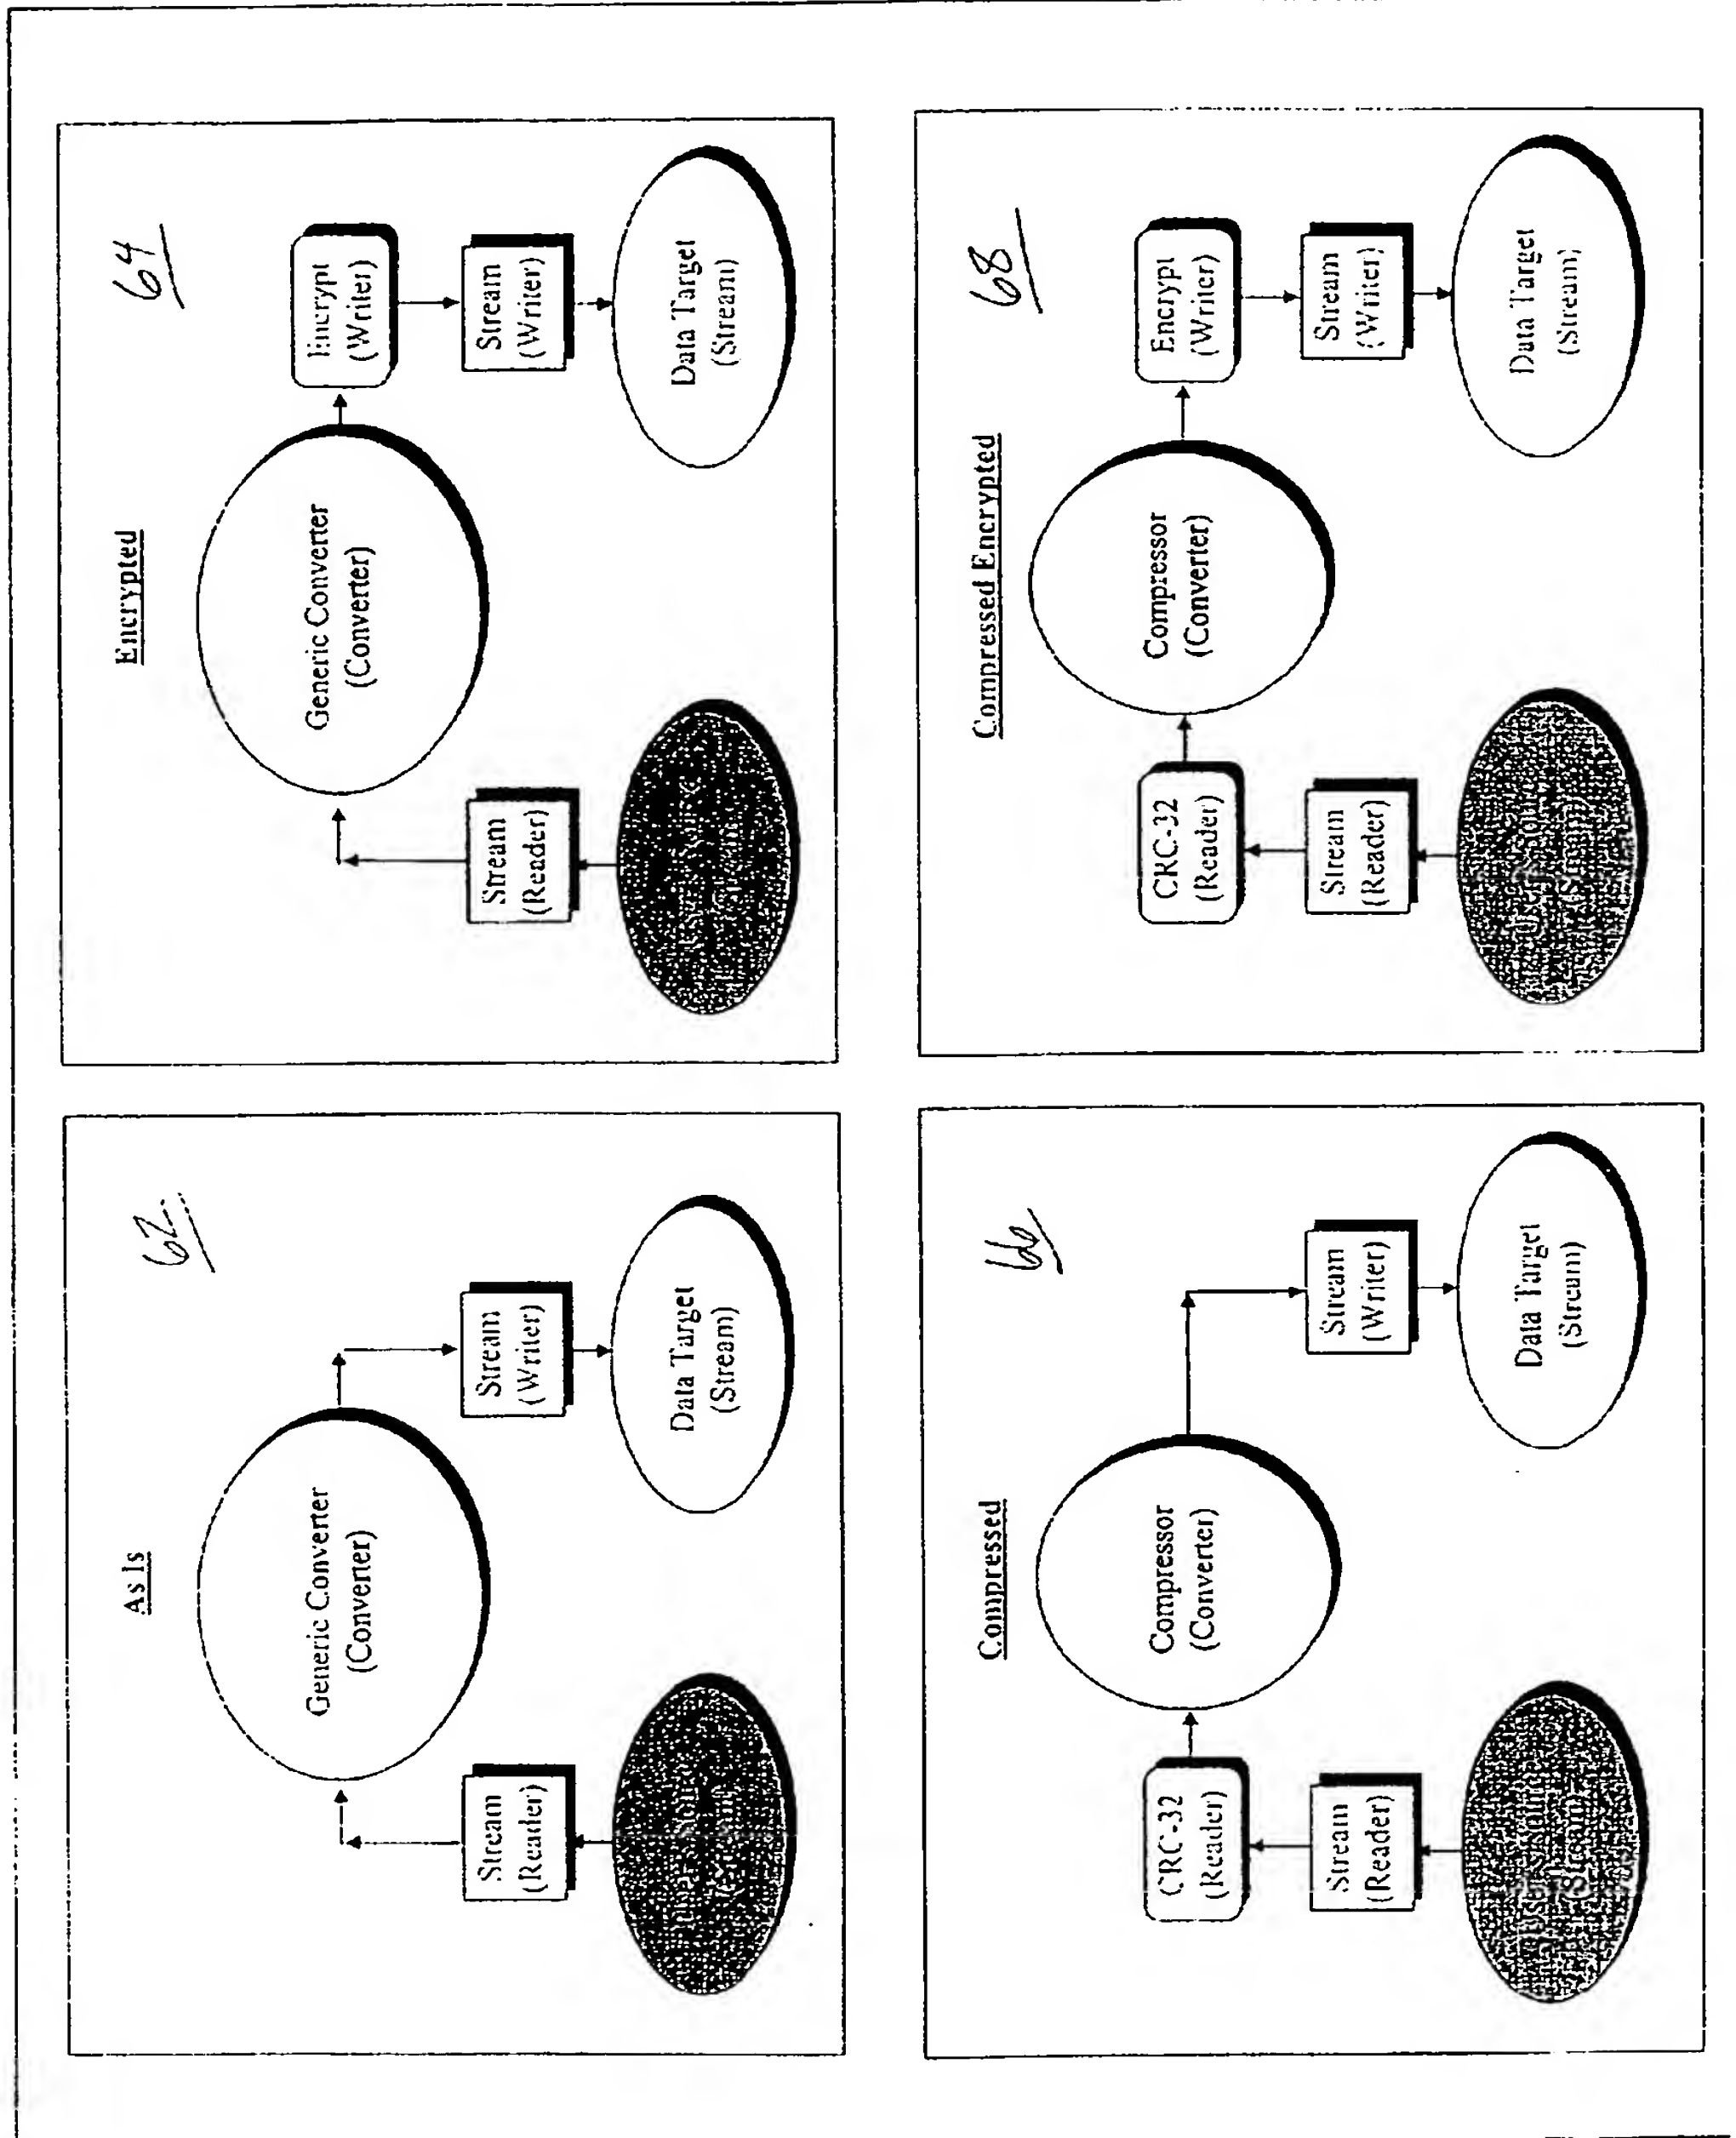 As Is
62
Generic Converter
(Converter)
Stream
(Reader)
Stream
(Writer)
Data Target
(Stream)
Encrypted
64
Generic Converter
(Converter)
Encrypt
(Writer)
Stream
(Reader)
Stream
(Writer)
Data Target
(Stream)
Compressed
66
Compressor
(Converter)
CRC-32
(Reader)
Stream
(Reader)
Stream
(Writer)
(Stream)
Data Target
(Stream)
Compressed Encrypted
68
Compressor
(Converter)
CRC-32
(Reader)
Encrypt
(Writer)
Stream
(Reader)
Stream
(Writer)
(Stream)
Data Target
(Stream)